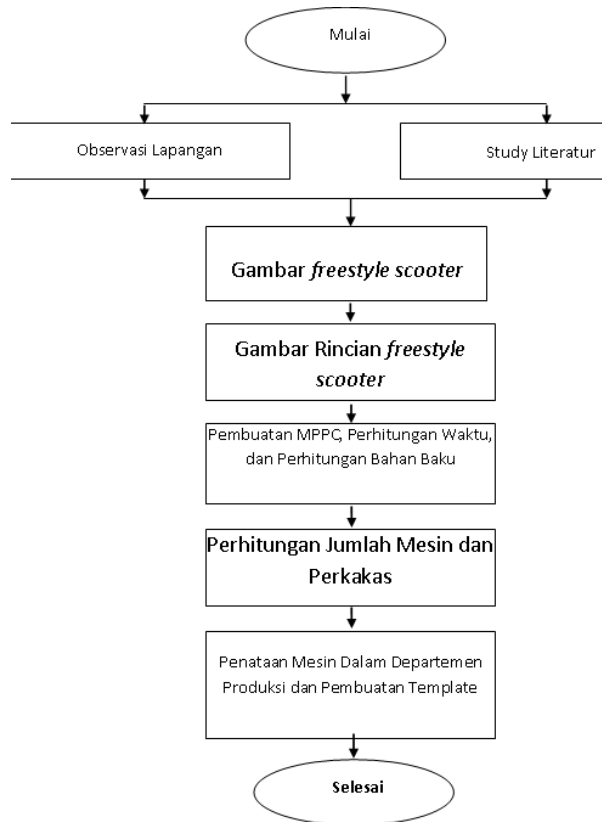 Mulai
Observasi Lapangan
Study Literatur
Gambar freestyle scooter
Gambar Rincian freestyle
scooter
Pembuatan MPPC, Perhitungan Waktu,
dan Perhitungan Bahan Baku
Perhitungan Jumlah Mesin dan
Perkakas
Penataan Mesin Dalam Departemen
Produksi dan Pembuatan Template
Selesai